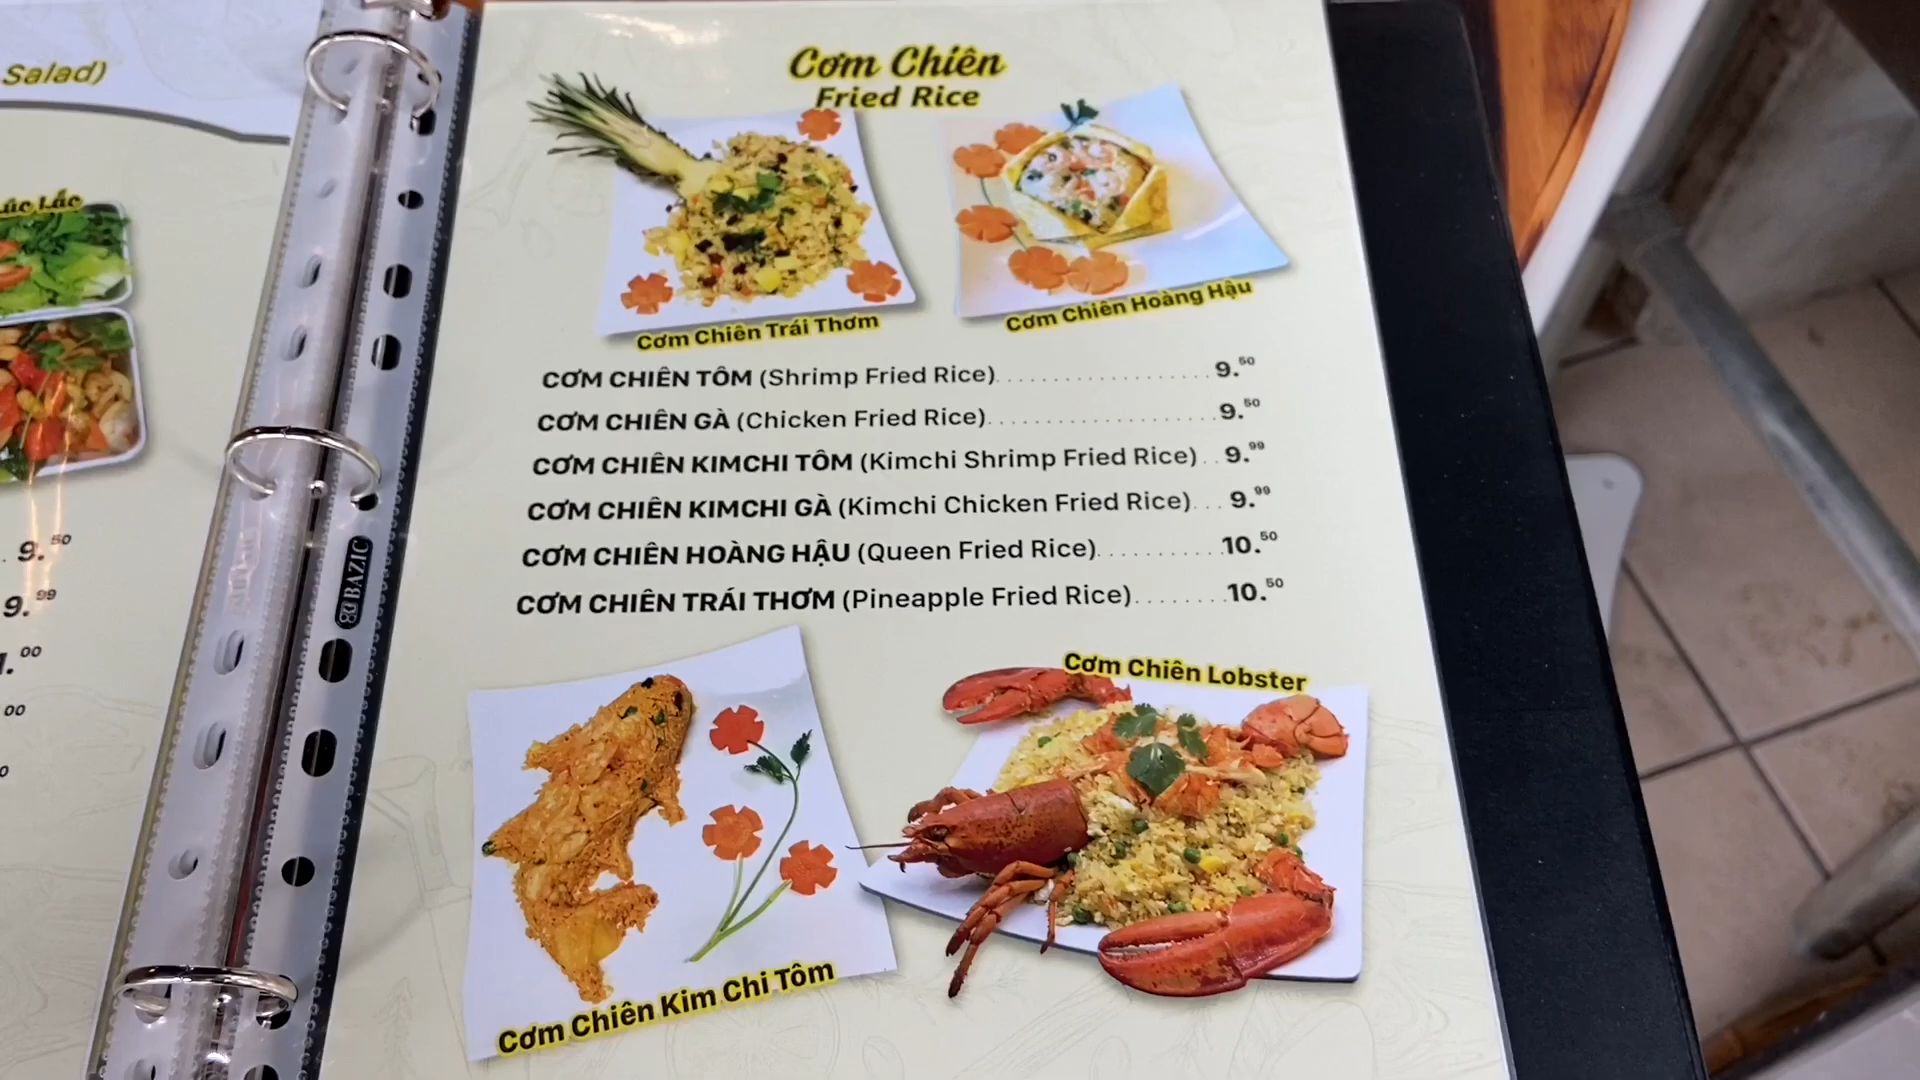 Salad)
Lúc Lắc
9.50
9.99
.00
00
BAZIC
Cơm Chiên
Fried Rice
Cơm Chiên Trái Thơm
Cơm Chiên Hoàng Hậu
CƠM CHIÊN TÔM (Shrimp Fried Rice). . . . . . . . . . . . . . . . . . . 9.50
CƠM CHIÊN GÀ (Chicken Fried Rice). . . . . . . . . . . . . . . . . . . . 9.50
CƠM CHIÊN KIMCHI TÔM (Kimchi Shrimp Fried Rice) . . 9.99
CƠM CHIÊN KIMCHI GÀ (Kimchi Chicken Fried Rice). . . 9.99
CƠM CHIÊN HOÀNG HẬU (Queen Fried Rice). . . . . . . . . . . 10.50
CƠM CHIÊN TRÁI THƠM (Pineapple Fried Rice). . . . . . . . 10.50
Cơm Chiên Lobster
Cơm Chiên Kim Chi Tôm